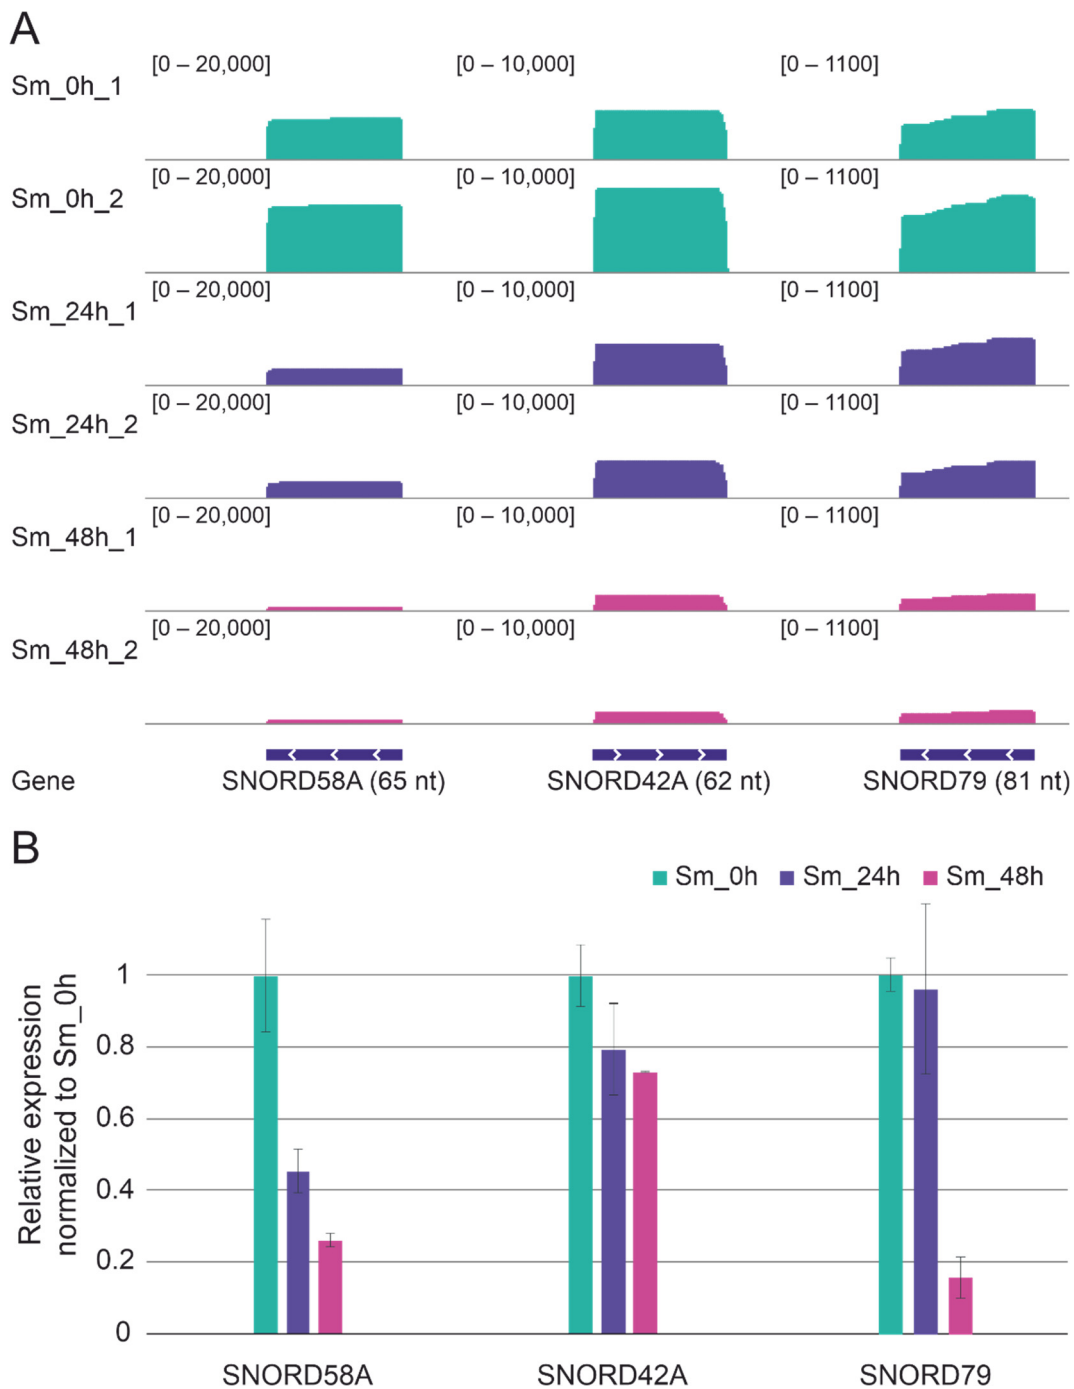 A
[0 – 20,000] [0 – 10,000] [0 – 1100]
Sm_0h_1
[0 – 20,000] [0 – 10,000] [0 – 1100]
Sm_0h_2
[0 – 20,000] [0 – 10,000] [0 – 1100]
Sm_24h_1
[0 – 20,000] [0 – 10,000] [0 – 1100]
Sm_24h_2
[0 – 20,000] [0 – 10,000] [0 – 1100]
Sm_48h_1
[0 – 20,000] [0 – 10,000] [0 – 1100]
Sm_48h_2
Gene SNORD58A (65 nt) SNORD42A (62 nt) SNORD79 (81 nt)
B
Sm_0h Sm_24h Sm_48h
Relative expression
normalized to Sm_0h
1
0.8
0.6
0.4
0.2
0
SNORD58A SNORD42A SNORD79